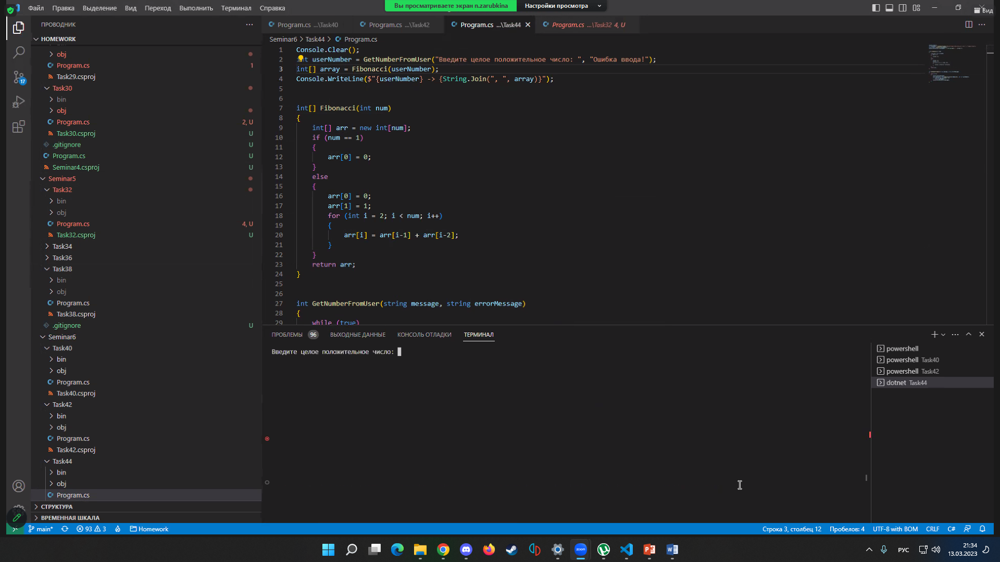 Файл Правка Выделение Вид Переход Выполнить Терминал Справка
Вы просматриваете экран n.zarubkina Настройки просмотра
Вид
ПРОВОДНИК
HOMEWORK
obj
Program.cs 1
Task29.csproj
Task30
bin
obj
Program.cs 2, U
Task30.csproj U
.gitignore U
Program.cs U
Seminar4.csproj U
Seminar5
Task32
bin
obj
Program.cs 4, U
Task32.csproj U
Task34
Task36
Task38
bin
obj
Program.cs
Task38.csproj
.gitignore U
Seminar6
Task40
bin
obj
Program.cs
Task40.csproj
Task42
bin
obj
Program.cs
Task42.csproj
Task44
bin
obj
Program.cs
СТРУКТУРА
ВРЕМЕННАЯ ШКАЛА
17
Program.cs ...\Task40 Program.cs ...\Task42 Program.cs ...\Task44 Program.cs ...\Task32 4, U
Seminar6 > Task44 > Program.cs
1 Console.Clear();
2 int userNumber = GetNumberFromUser("Введите целое положительное число: ", "Ошибка ввода!");
3 int[] array = Fibonacci(userNumber);
4 Console.WriteLine($"{userNumber} -> {String.Join(", ", array)}");
5
6
7 int[] Fibonacci(int num)
8 {
9 int[] arr = new int[num];
10 if (num == 1)
11 {
12 arr[0] = 0;
13 }
14 else
15 {
16 arr[0] = 0;
17 arr[1] = 1;
18 for (int i = 2; i < num; i++)
19 {
20 arr[i] = arr[i-1] + arr[i-2];
21 }
22 }
23 return arr;
24 }
25
26
27 int GetNumberFromUser(string message, string errorMessage)
28 {
29 while (true)
ПРОБЛЕМЫ 96 ВЫХОДНЫЕ ДАННЫЕ КОНСОЛЬ ОТЛАДКИ ТЕРМИНАЛ
Введите целое положительное число:
powershell
powershell Task40
powershell Task42
dotnet Task44
main* 93 3 Homework
Строка 3, столбец 12 Пробелов: 4 UTF-8 with BOM CRLF C#
zoom
РУС
21:34
13.03.2023